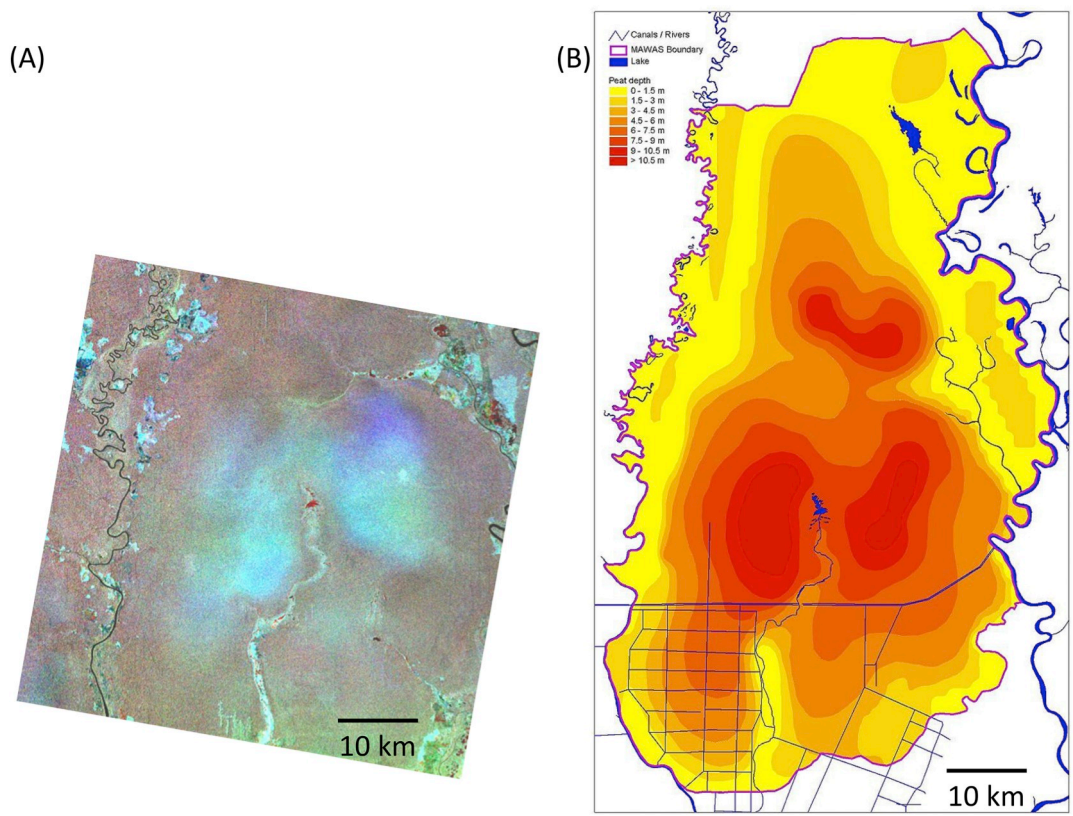 (A)
10 km
(B)
Canals / Rivers
MAWAS Boundary
Lake
Peat depth
0 - 1.5 m
1.5 - 3 m
3 - 4.5 m
4.5 - 6 m
6 - 7.5 m
7.5 - 9 m
9 - 10.5 m
> 10.5 m
10 km